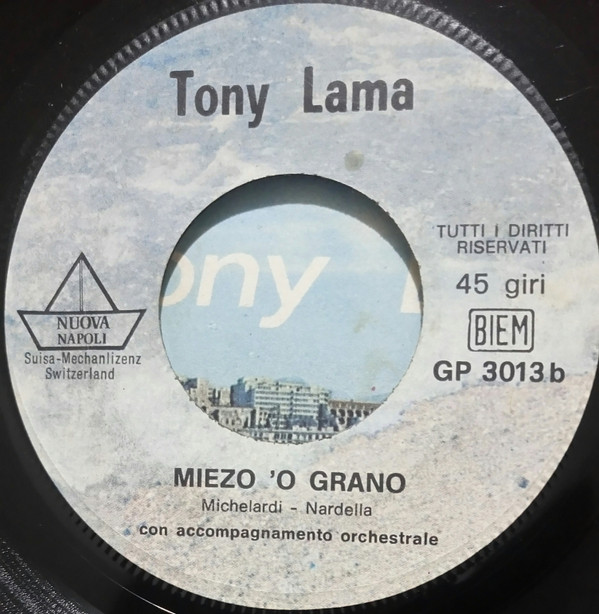 Tony Lama
TUTTI I DIRITTI
RISERVATI
45 giri
BIEM
GP 3013b
NUOVA
NAPOLI
Suisa-Mechanlizenz
Switzerland
ony L
MIEZO 'O GRANO
Michelardi - Nardella
con accompagnamento orchestrale